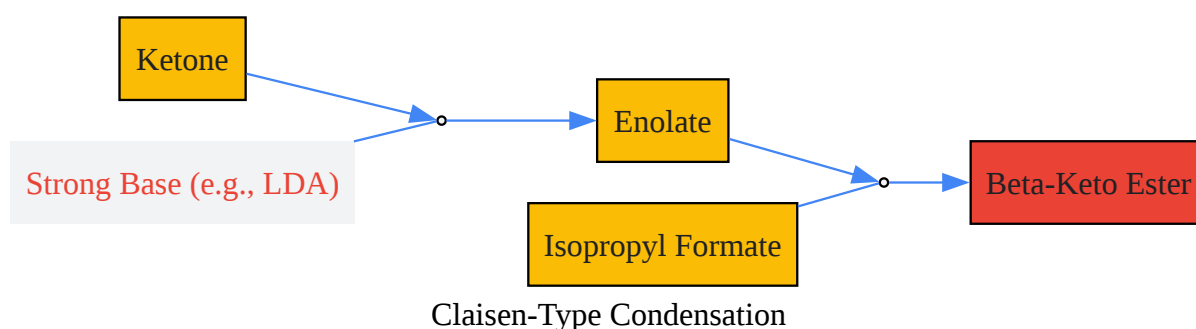 Ketone
Strong Base (e.g., LDA)
Enolate
Isopropyl Formate
Beta-Keto Ester
Claisen-Type Condensation